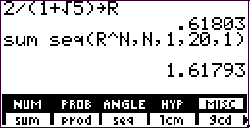 2/(1+√5)→R
.61803
sum seq(R^N,N,1,20,1)
1.61793
NUM PROB ANGLE HYP MISC
sum prod seq lcm gcd